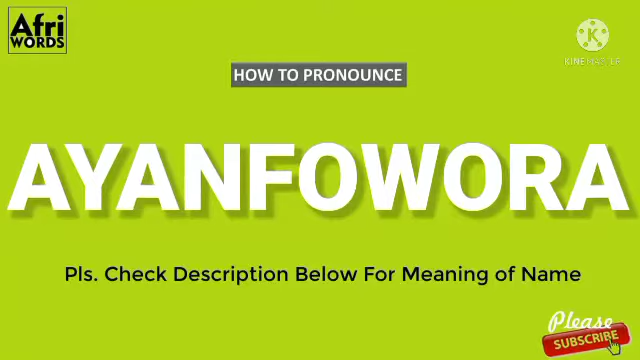 Afri
WORDS
K
KINEMASTER
HOW TO PRONOUNCE
AYANFOWORA
Pls. Check Description Below For Meaning of Name
Please
SUBSCRIBE